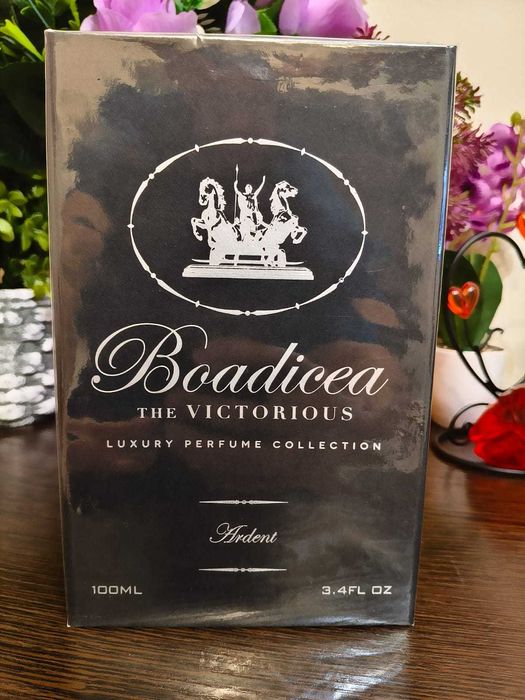 Boadicea
THE VICTORIOUS
LUXURY PERFUME COLLECTION
Ardent
100ML 3.4FL OZ